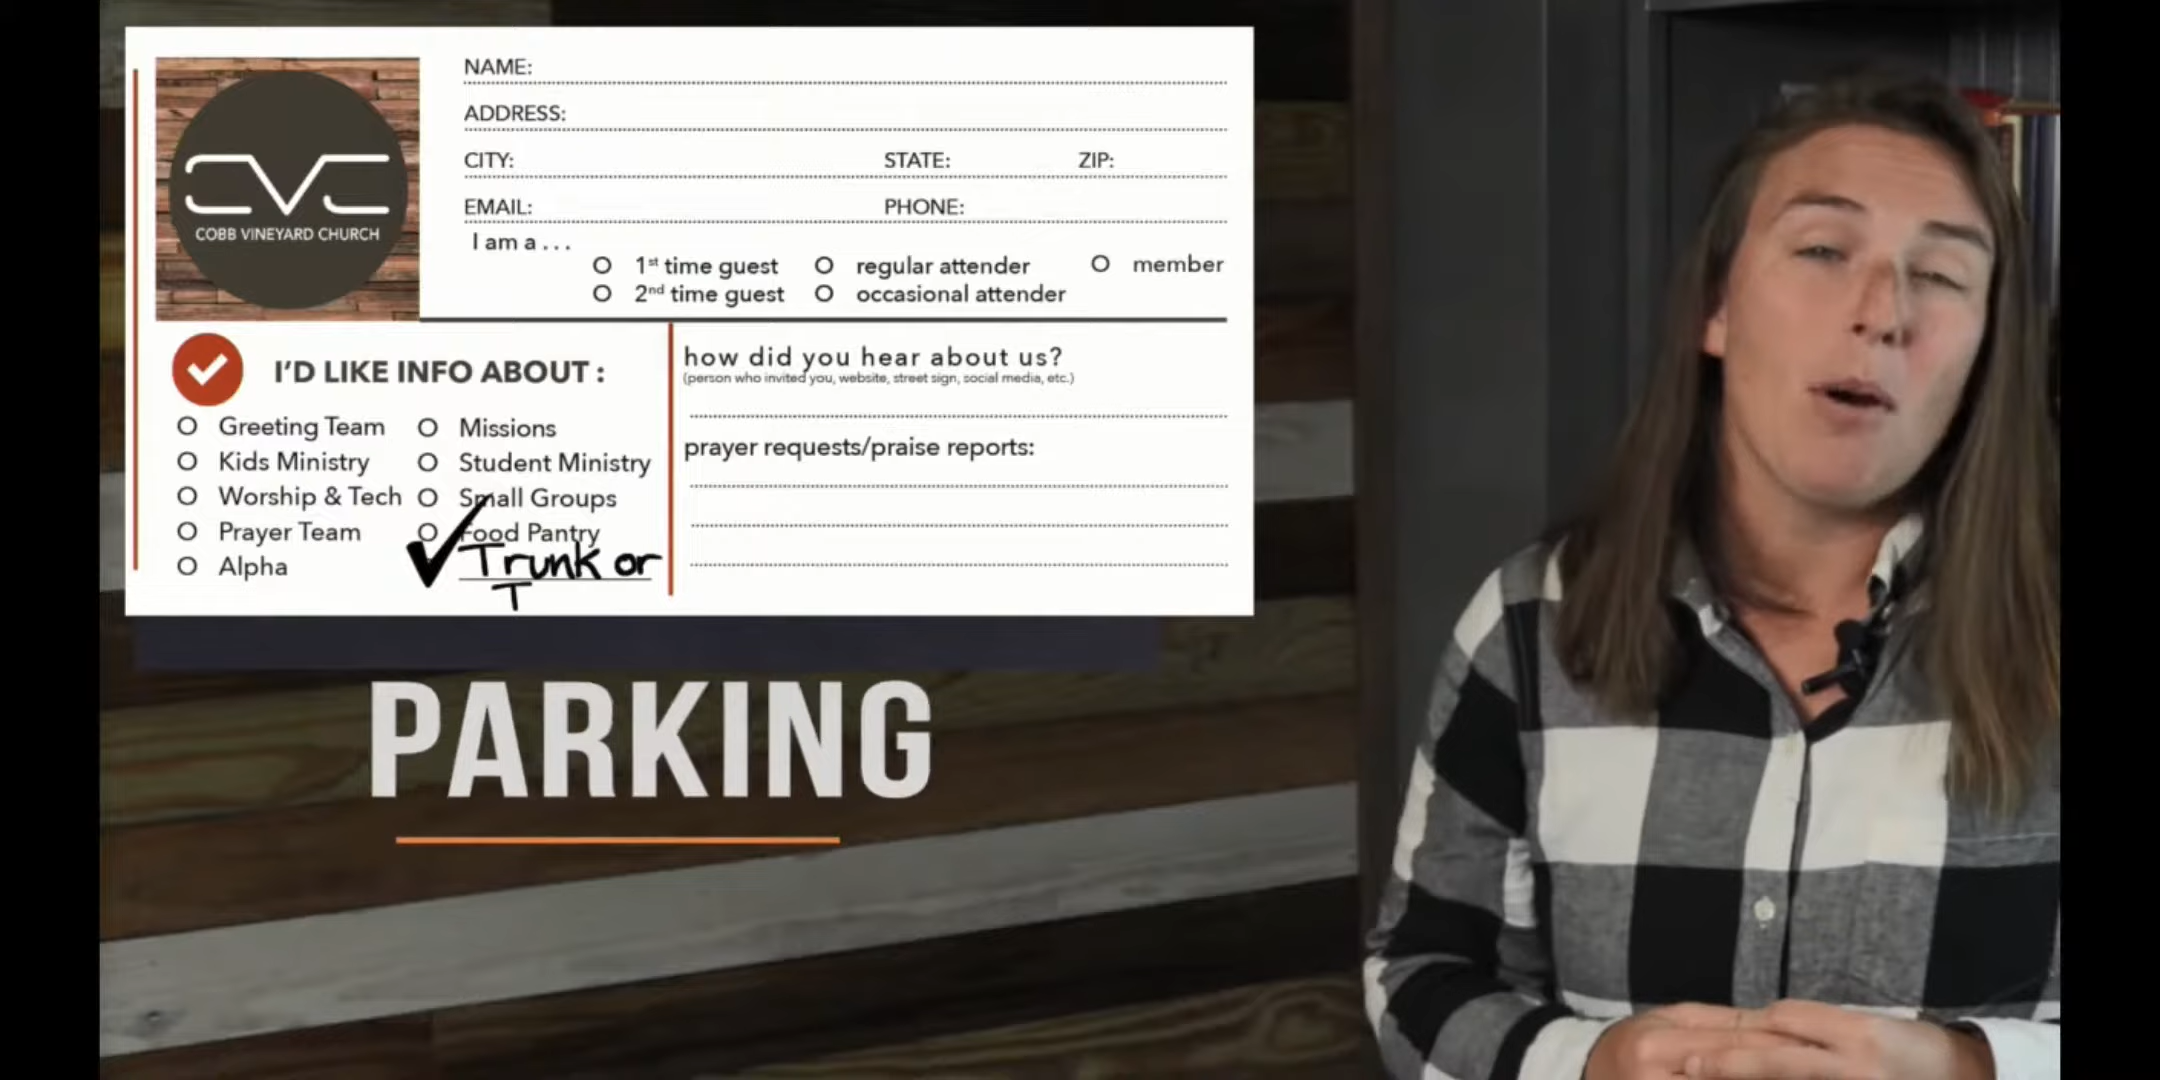 CVC
COBB VINEYARD CHURCH
NAME:
ADDRESS:
CITY: STATE: ZIP:
EMAIL: PHONE:
I am a . . .
O 1st time guest O regular attender O member
O 2nd time guest O occasional attender
I'D LIKE INFO ABOUT :
O Greeting Team O Missions
O Kids Ministry O Student Ministry
O Worship & Tech O Small Groups
O Prayer Team O Food Pantry
O Alpha ✓ Trunk or
T
how did you hear about us?
(person who invited you, website, street sign, social media, etc.)
prayer requests/praise reports:
PARKING